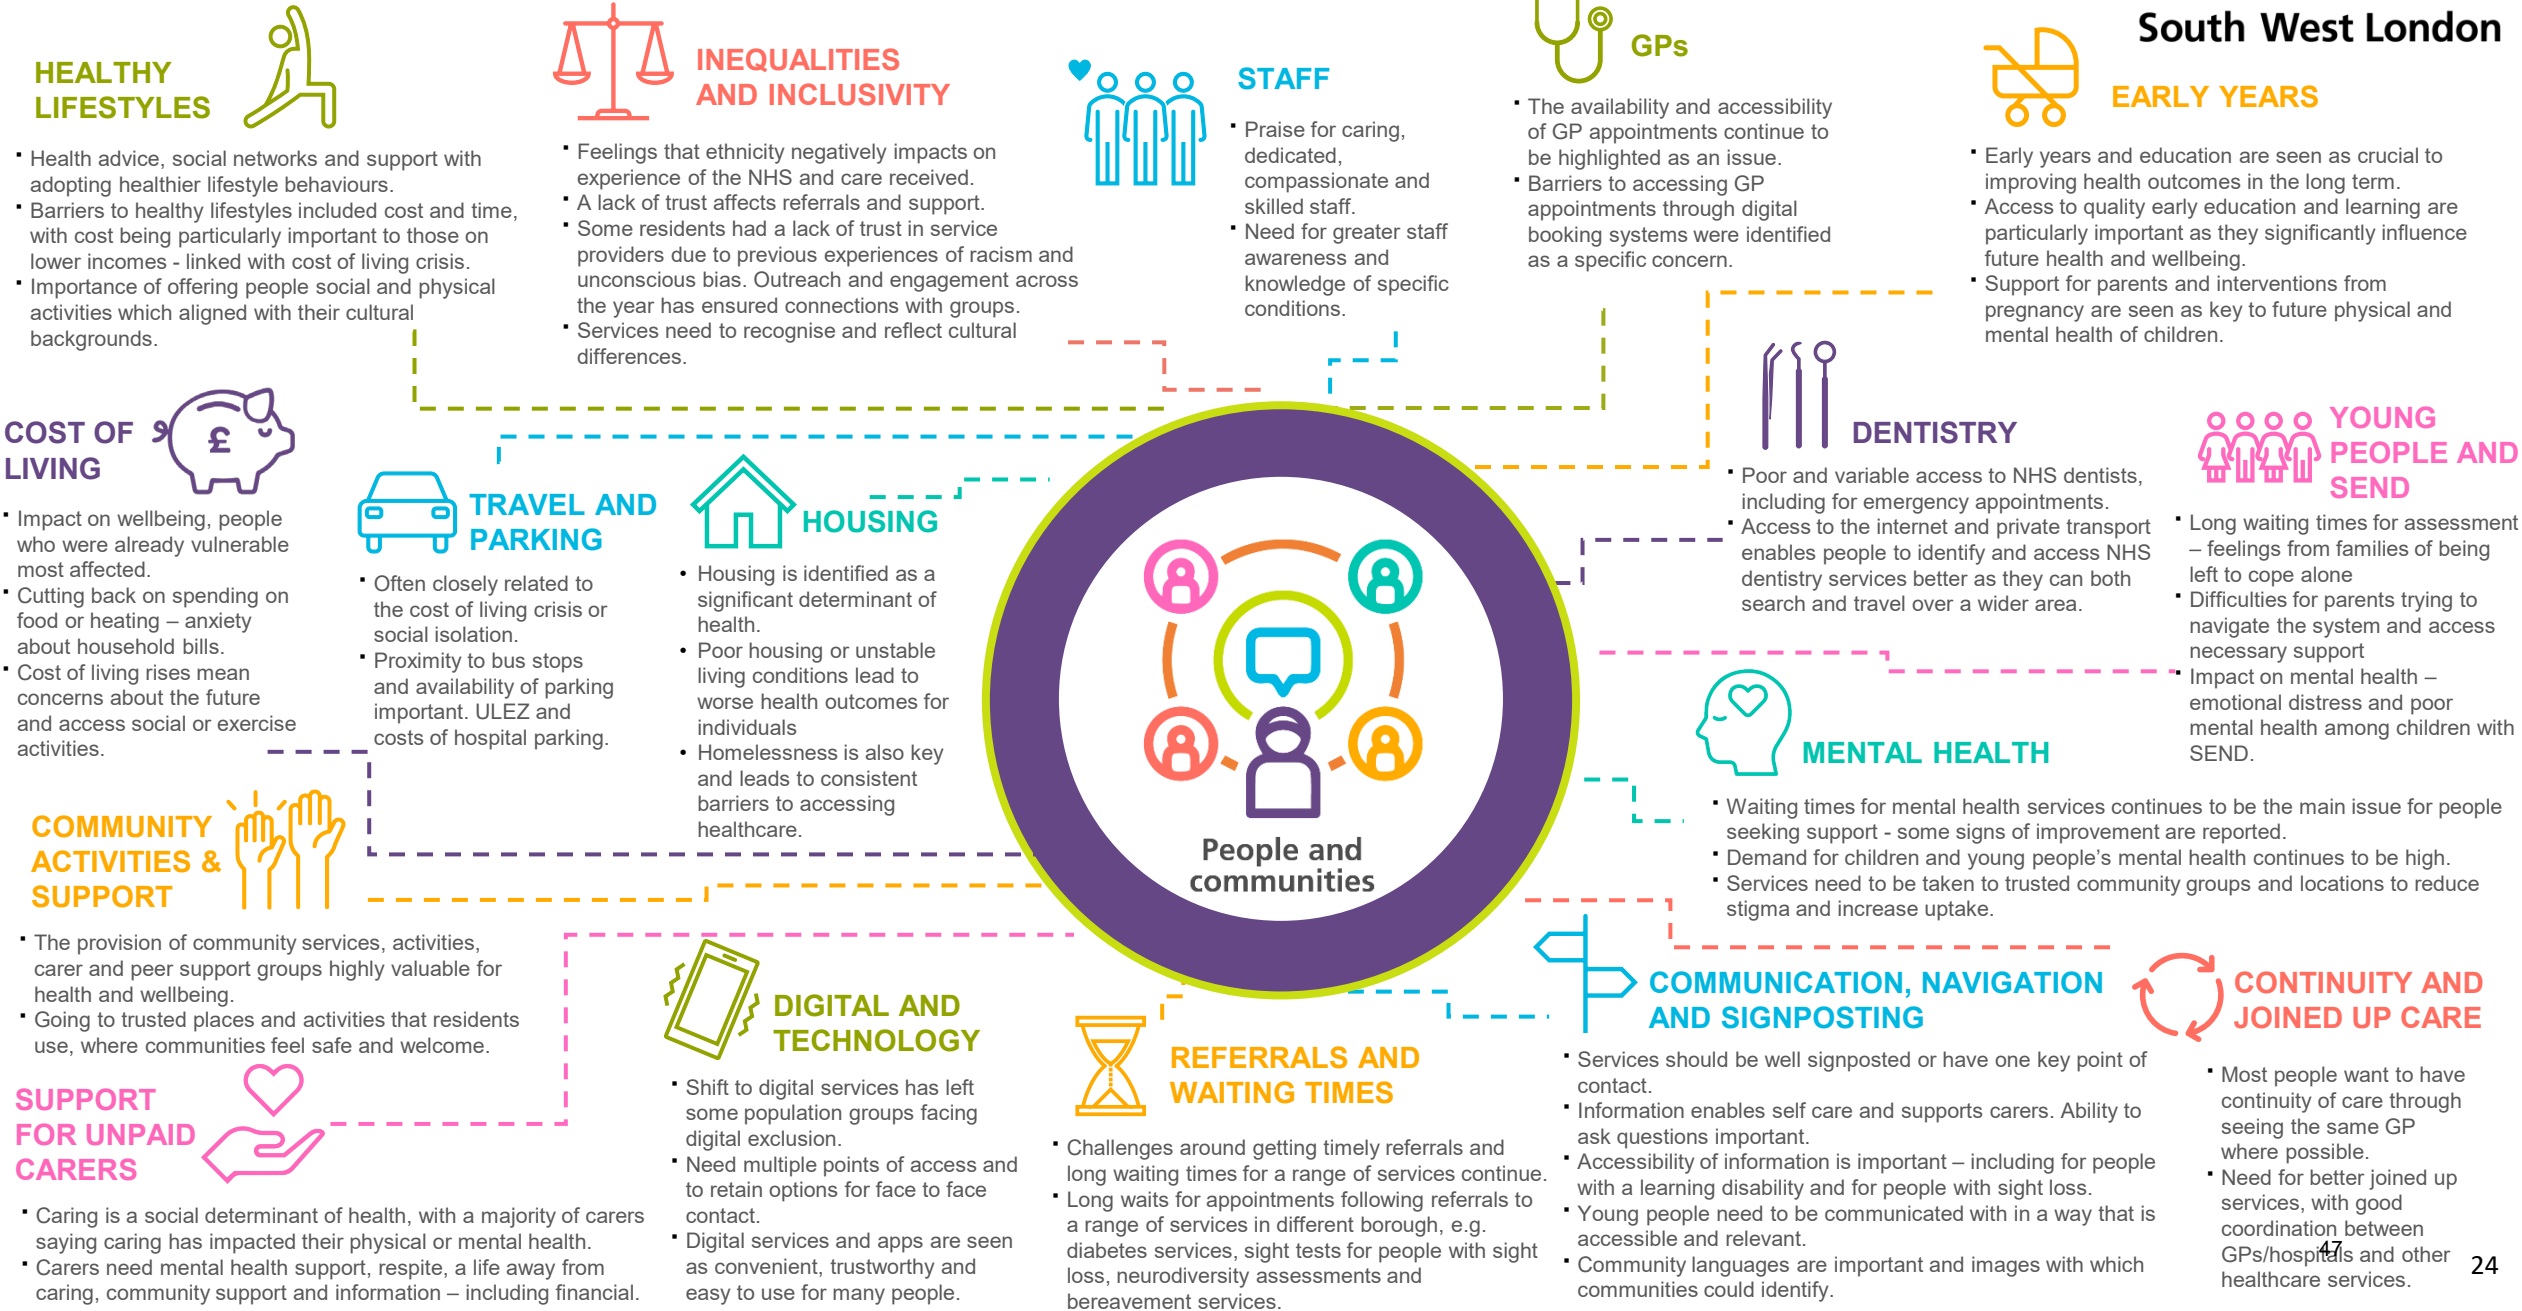 South West London
HEALTHY
LIFESTYLES
▪ Health advice, social networks and support with
adopting healthier lifestyle behaviours.
▪ Barriers to healthy lifestyles included cost and time,
with cost being particularly important to those on
lower incomes - linked with cost of living crisis.
▪ Importance of offering people social and physical
activities which aligned with their cultural
backgrounds.
INEQUALITIES
AND INCLUSIVITY
▪ Feelings that ethnicity negatively impacts on
experience of the NHS and care received.
▪ A lack of trust affects referrals and support.
▪ Some residents had a lack of trust in service
providers due to previous experiences of racism and
unconscious bias. Outreach and engagement across
the year has ensured connections with groups.
▪ Services need to recognise and reflect cultural
differences.
STAFF
▪ Praise for caring,
dedicated,
compassionate and
skilled staff.
▪ Need for greater staff
awareness and
knowledge of specific
conditions.
GPs
▪ The availability and accessibility
of GP appointments continue to
be highlighted as an issue.
▪ Barriers to accessing GP
appointments through digital
booking systems were identified
as a specific concern.
EARLY YEARS
▪ Early years and education are seen as crucial to
improving health outcomes in the long term.
▪ Access to quality early education and learning are
particularly important as they significantly influence
future health and wellbeing.
▪ Support for parents and interventions from
pregnancy are seen as key to future physical and
mental health of children.
COST OF
LIVING
£
▪ Impact on wellbeing, people
who were already vulnerable
most affected.
▪ Cutting back on spending on
food or heating – anxiety
about household bills.
▪ Cost of living rises mean
concerns about the future
and access social or exercise
activities.
TRAVEL AND
PARKING
▪ Often closely related to
the cost of living crisis or
social isolation.
▪ Proximity to bus stops
and availability of parking
important. ULEZ and
costs of hospital parking.
HOUSING
• Housing is identified as a
significant determinant of
health.
• Poor housing or unstable
living conditions lead to
worse health outcomes for
individuals
• Homelessness is also key
and leads to consistent
barriers to accessing
healthcare.
DENTISTRY
▪ Poor and variable access to NHS dentists,
including for emergency appointments.
▪ Access to the internet and private transport
enables people to identify and access NHS
dentistry services better as they can both
search and travel over a wider area.
YOUNG
PEOPLE AND
SEND
▪ Long waiting times for assessment
– feelings from families of being
left to cope alone
▪ Difficulties for parents trying to
navigate the system and access
necessary support
▪ Impact on mental health –
emotional distress and poor
mental health among children with
SEND.
People and
communities
MENTAL HEALTH
▪ Waiting times for mental health services continues to be the main issue for people
seeking support - some signs of improvement are reported.
▪ Demand for children and young people's mental health continues to be high.
▪ Services need to be taken to trusted community groups and locations to reduce
stigma and increase uptake.
COMMUNITY
ACTIVITIES &
SUPPORT
▪ The provision of community services, activities,
carer and peer support groups highly valuable for
health and wellbeing.
▪ Going to trusted places and activities that residents
use, where communities feel safe and welcome.
SUPPORT
FOR UNPAID
CARERS
▪ Caring is a social determinant of health, with a majority of carers
saying caring has impacted their physical or mental health.
▪ Carers need mental health support, respite, a life away from
caring, community support and information – including financial.
DIGITAL AND
TECHNOLOGY
▪ Shift to digital services has left
some population groups facing
digital exclusion.
▪ Need multiple points of access and
to retain options for face to face
contact.
▪ Digital services and apps are seen
as convenient, trustworthy and
easy to use for many people.
REFERRALS AND
WAITING TIMES
▪ Challenges around getting timely referrals and
long waiting times for a range of services continue.
▪ Long waits for appointments following referrals to
a range of services in different borough, e.g.
diabetes services, sight tests for people with sight
loss, neurodiversity assessments and
bereavement services.
COMMUNICATION, NAVIGATION
AND SIGNPOSTING
▪ Services should be well signposted or have one key point of
contact.
▪ Information enables self care and supports carers. Ability to
ask questions important.
▪ Accessibility of information is important – including for people
with a learning disability and for people with sight loss.
▪ Young people need to be communicated with in a way that is
accessible and relevant.
▪ Community languages are important and images with which
communities could identify.
CONTINUITY AND
JOINED UP CARE
▪ Most people want to have
continuity of care through
seeing the same GP
where possible.
▪ Need for better joined up
services, with good
coordination between
GPs/hospitals and other
healthcare services.
47
24